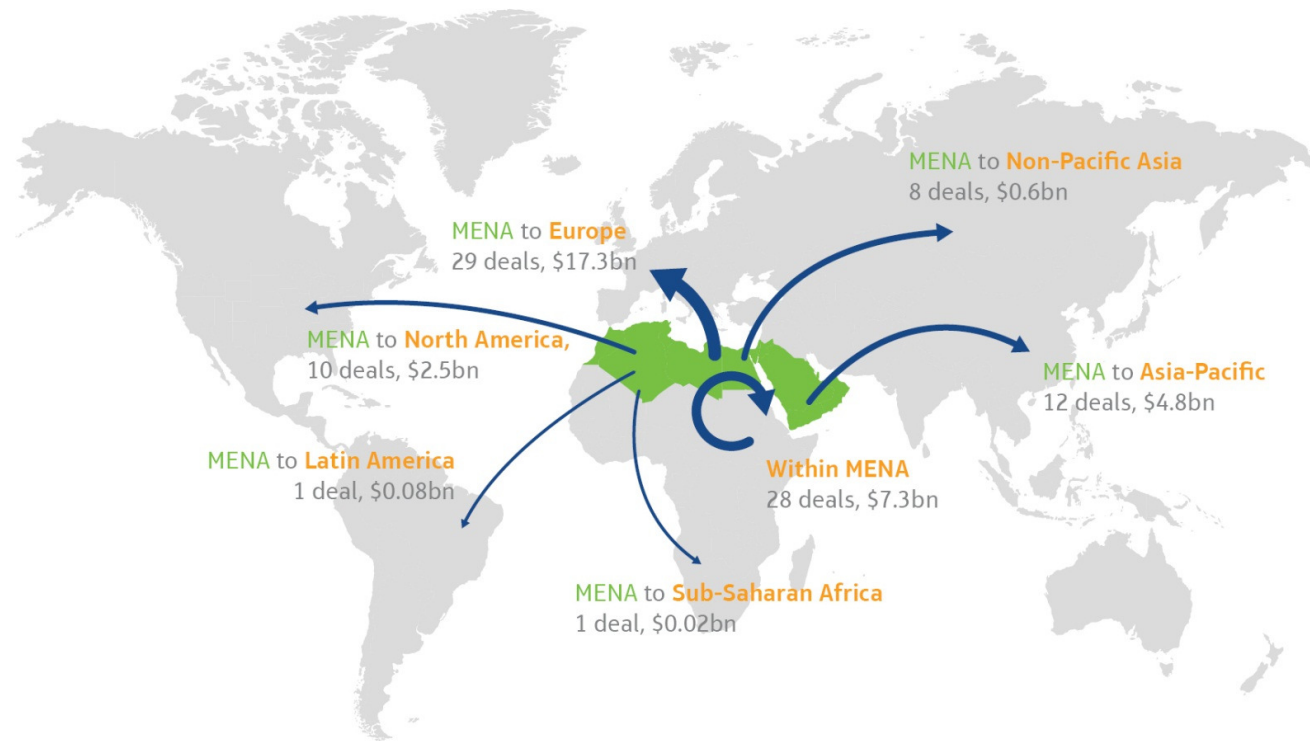 MENA to Non-Pacific Asia
8 deals, $0.6bn
MENA to Europe
29 deals, $17.3bn
MENA to North America,
10 deals, $2.5bn
MENA to Asia-Pacific
12 deals, $4.8bn
MENA to Latin America
1 deal, $0.08bn
Within MENA
28 deals, $7.3bn
MENA to Sub-Saharan Africa
1 deal, $0.02bn